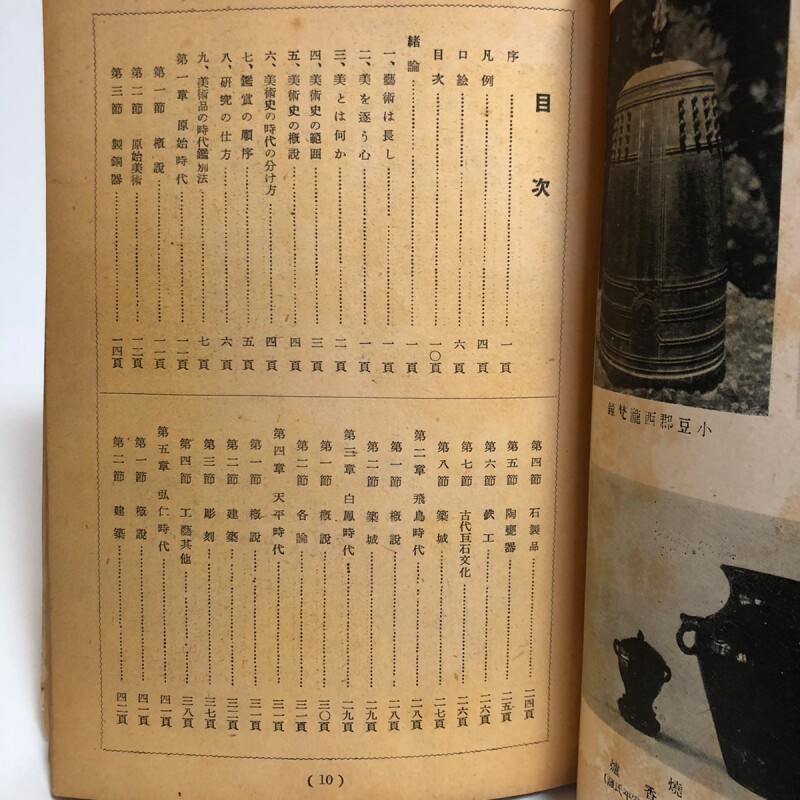 目次
序………一頁
凡例………四頁
口絵………六頁
目次………一〇頁
緒論………一頁
一、藝術は長し………一頁
二、美を逐う心………一頁
三、美とは何か………二頁
四、美術史の範囲………三頁
五、美術史の概説………四頁
六、美術史の時代の分け方………四頁
七、鑑賞の順序………五頁
八、研究の仕方………六頁
九、美術品の時代鑑別法………七頁
第一章 原始時代………一一頁
第一節 概説………一一頁
第二節 原始美術………一二頁
第三節 製銅器………一四頁
第四節 石製品………二四頁
第五節 陶甕器………二五頁
第六節 鉄工………二六頁
第七節 古代巨石文化………二六頁
第八節 築城………二七頁
第二章 飛鳥時代………二八頁
第一節 概説………二八頁
第二節 築城………二九頁
第三章 白鳳時代………二九頁
第一節 概説………三〇頁
第二節 各論………三一頁
第四章 天平時代………三一頁
第一節 概説………三一頁
第二節 建築………三二頁
第三節 彫刻………三七頁
第四節 工藝其他………三八頁
第五章 弘仁時代………四一頁
第一節 概説………四一頁
第二節 建築………四二頁
( 10 )
小豆郡西瀧梵鐘
燒香爐